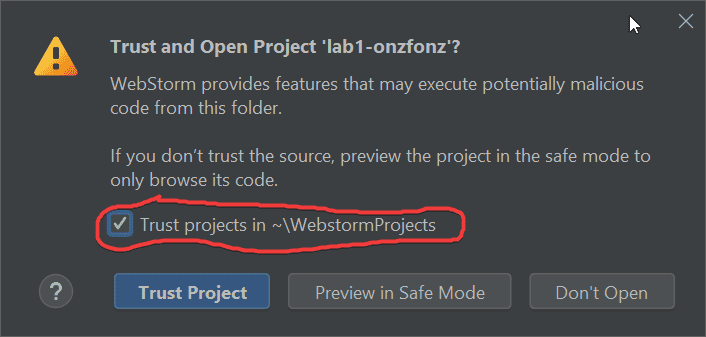 Trust and Open Project 'lab1-onzfonz'?
WebStorm provides features that may execute potentially malicious
code from this folder.
If you don’t trust the source, preview the project in the safe mode to
only browse its code.
Trust projects in ~\WebstormProjects
? Trust Project Preview in Safe Mode Don't Open